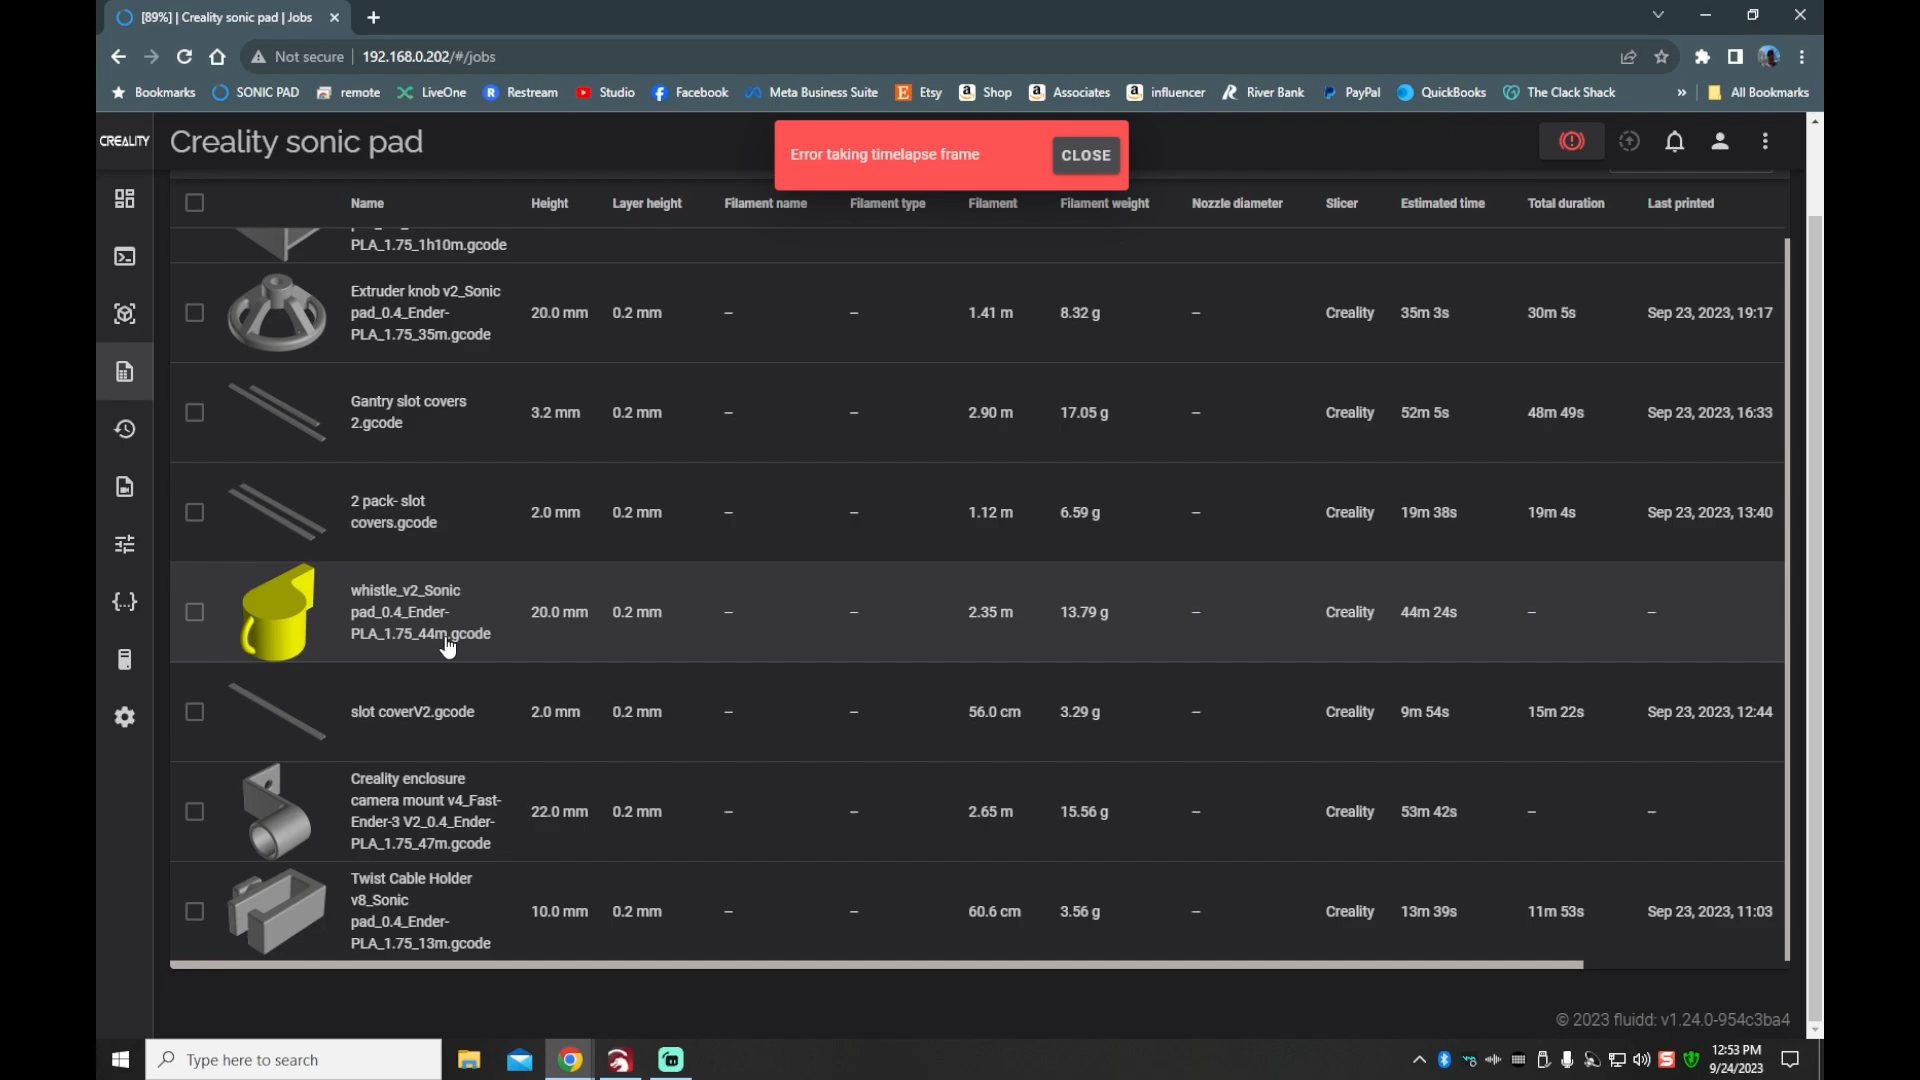 [89%] | Creality sonic pad | Jobs
Not secure
192.168.0.202/#/jobs
Bookmarks
SONIC PAD
remote
LiveOne
Restream
Studio
Facebook
Meta Business Suite
Etsy
Shop
Associates
influencer
River Bank
PayPal
QuickBooks
The Clack Shack
»
All Bookmarks
CREALITY
Creality sonic pad
Error taking timelapse frame
CLOSE
Name
Height
Layer height
Filament name
Filament type
Filament
Filament weight
Nozzle diameter
Slicer
Estimated time
Total duration
Last printed
PLA_1.75_1h10m.gcode
Extruder knob v2_Sonic
pad_0.4_Ender-
PLA_1.75_35m.gcode
20.0 mm
0.2 mm
–
–
1.41 m
8.32 g
–
Creality
35m 3s
30m 5s
Sep 23, 2023, 19:17
Gantry slot covers
2.gcode
3.2 mm
0.2 mm
–
–
2.90 m
17.05 g
–
Creality
52m 5s
48m 49s
Sep 23, 2023, 16:33
2 pack- slot
covers.gcode
2.0 mm
0.2 mm
–
–
1.12 m
6.59 g
–
Creality
19m 38s
19m 4s
Sep 23, 2023, 13:40
whistle_v2_Sonic
pad_0.4_Ender-
PLA_1.75_44m.gcode
20.0 mm
0.2 mm
–
–
2.35 m
13.79 g
–
Creality
44m 24s
–
–
slot coverV2.gcode
2.0 mm
0.2 mm
–
–
56.0 cm
3.29 g
–
Creality
9m 54s
15m 22s
Sep 23, 2023, 12:44
Creality enclosure
camera mount v4_Fast-
Ender-3 V2_0.4_Ender-
PLA_1.75_47m.gcode
22.0 mm
0.2 mm
–
–
2.65 m
15.56 g
–
Creality
53m 42s
–
–
Twist Cable Holder
v8_Sonic
pad_0.4_Ender-
PLA_1.75_13m.gcode
10.0 mm
0.2 mm
–
–
60.6 cm
3.56 g
–
Creality
13m 39s
11m 53s
Sep 23, 2023, 11:03
© 2023 fluidd: v1.24.0-954c3ba4
Type here to search
12:53 PM
9/24/2023